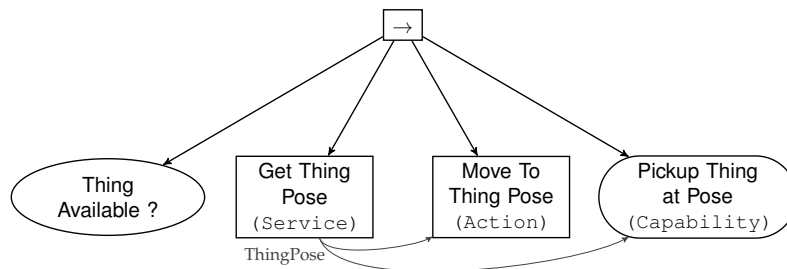 →
Thing
Available ?
Get Thing
Pose
(Service)
Move To
Thing Pose
(Action)
Pickup Thing
at Pose
(Capability)
ThingPose